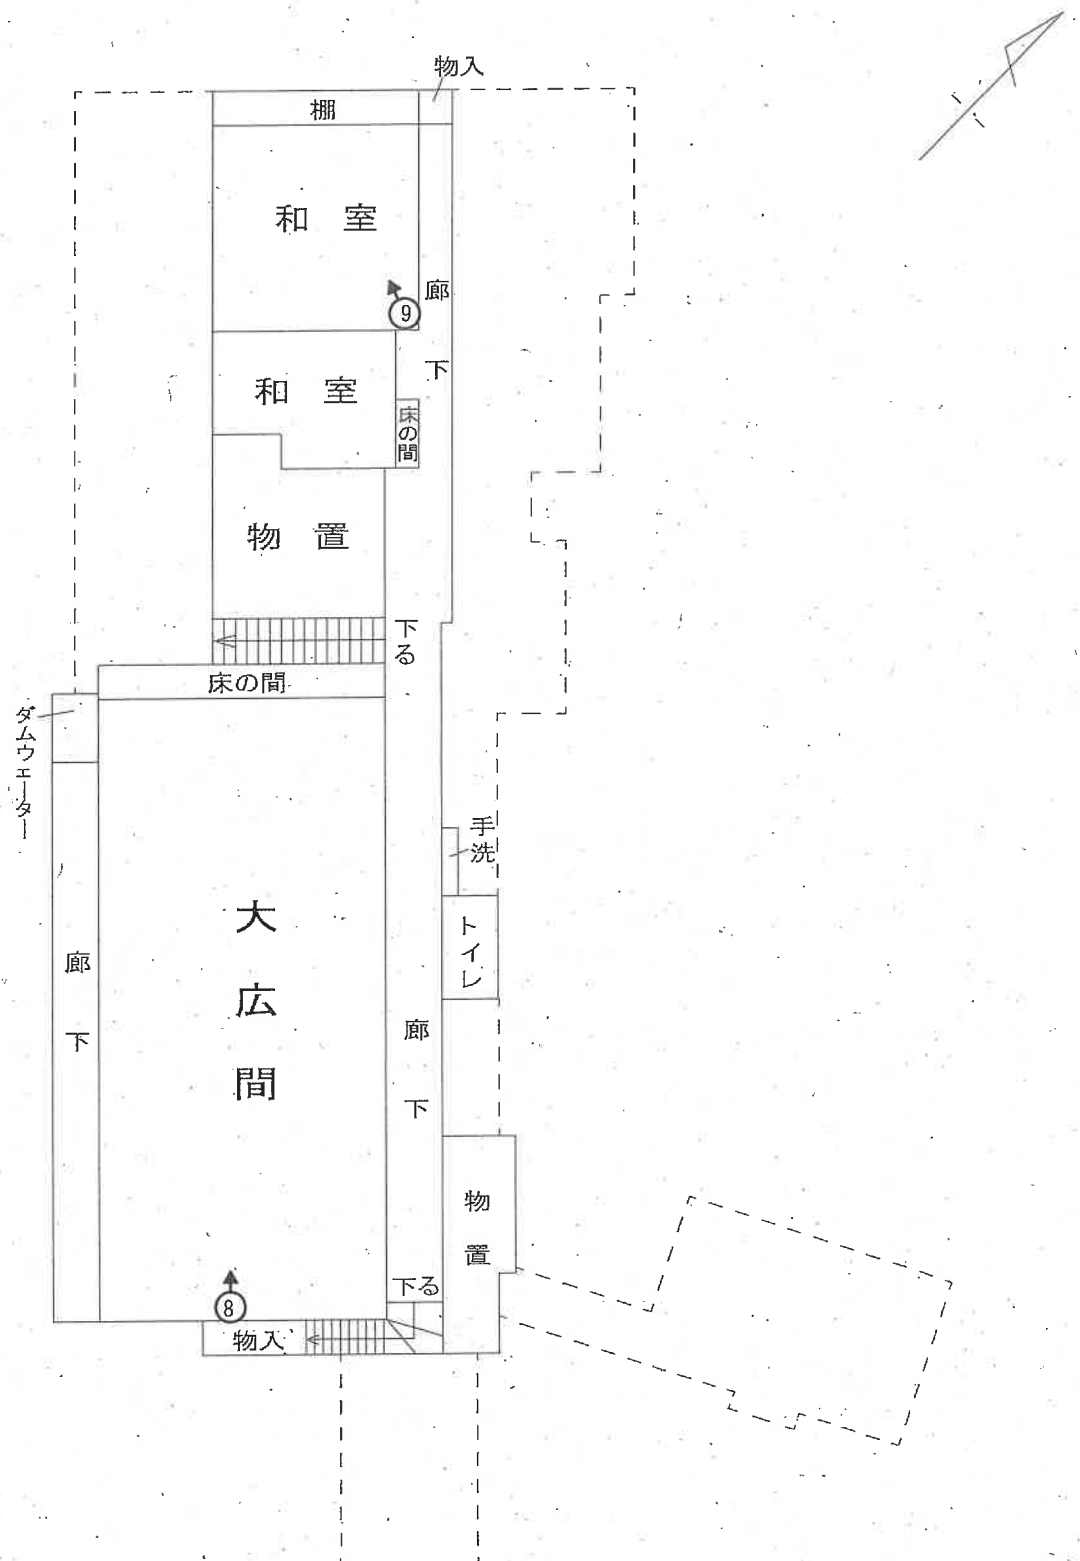 物入
棚
和室
廊下
⑨
和室
床の間
物置
下る
床の間
ダムウェーター
手洗
トイレ
大広間
廊下
廊下
物置
下る
⑧
物入